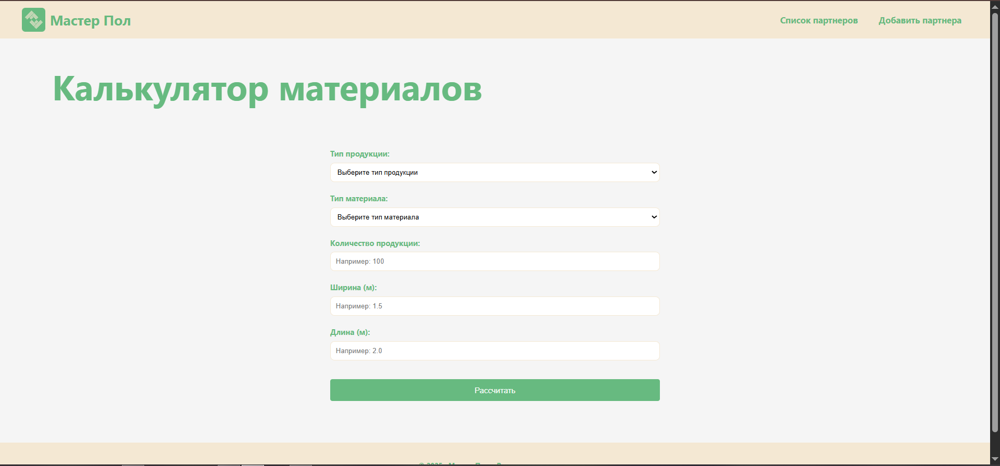 Мастер Пол
Список партнеров
Добавить партнера
Калькулятор материалов
Тип продукции:
Выберите тип продукции
Тип материала:
Выберите тип материала
Количество продукции:
Например: 100
Ширина (м):
Например: 1.5
Длина (м):
Например: 2.0
Рассчитать